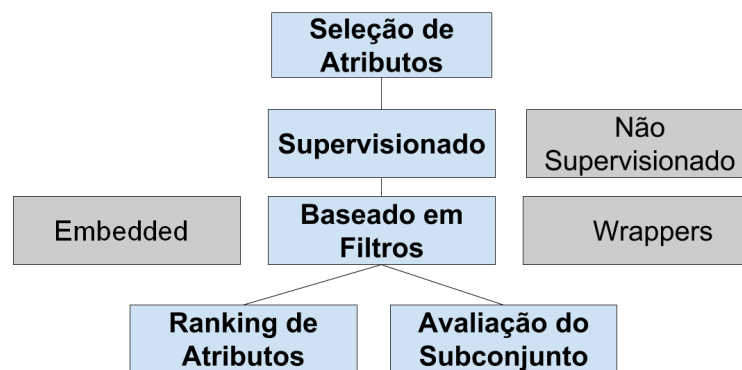 Seleção de
Atributos
Supervisionado
Não
Supervisionado
Embedded
Baseado em
Filtros
Wrappers
Ranking de
Atributos
Avaliação do
Subconjunto